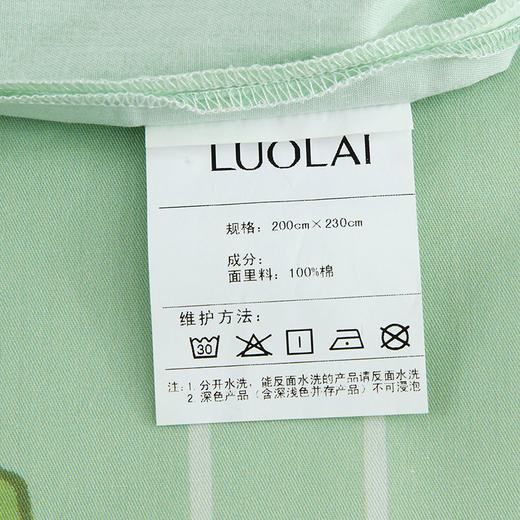 LUOLAI
规格：200cm×230cm
成分：
面里料：100%棉
维护方法：
30
注：1.分开水洗，能反面水洗的产品请反面水洗
2.深色产品（含深浅色并存产品）不可浸泡